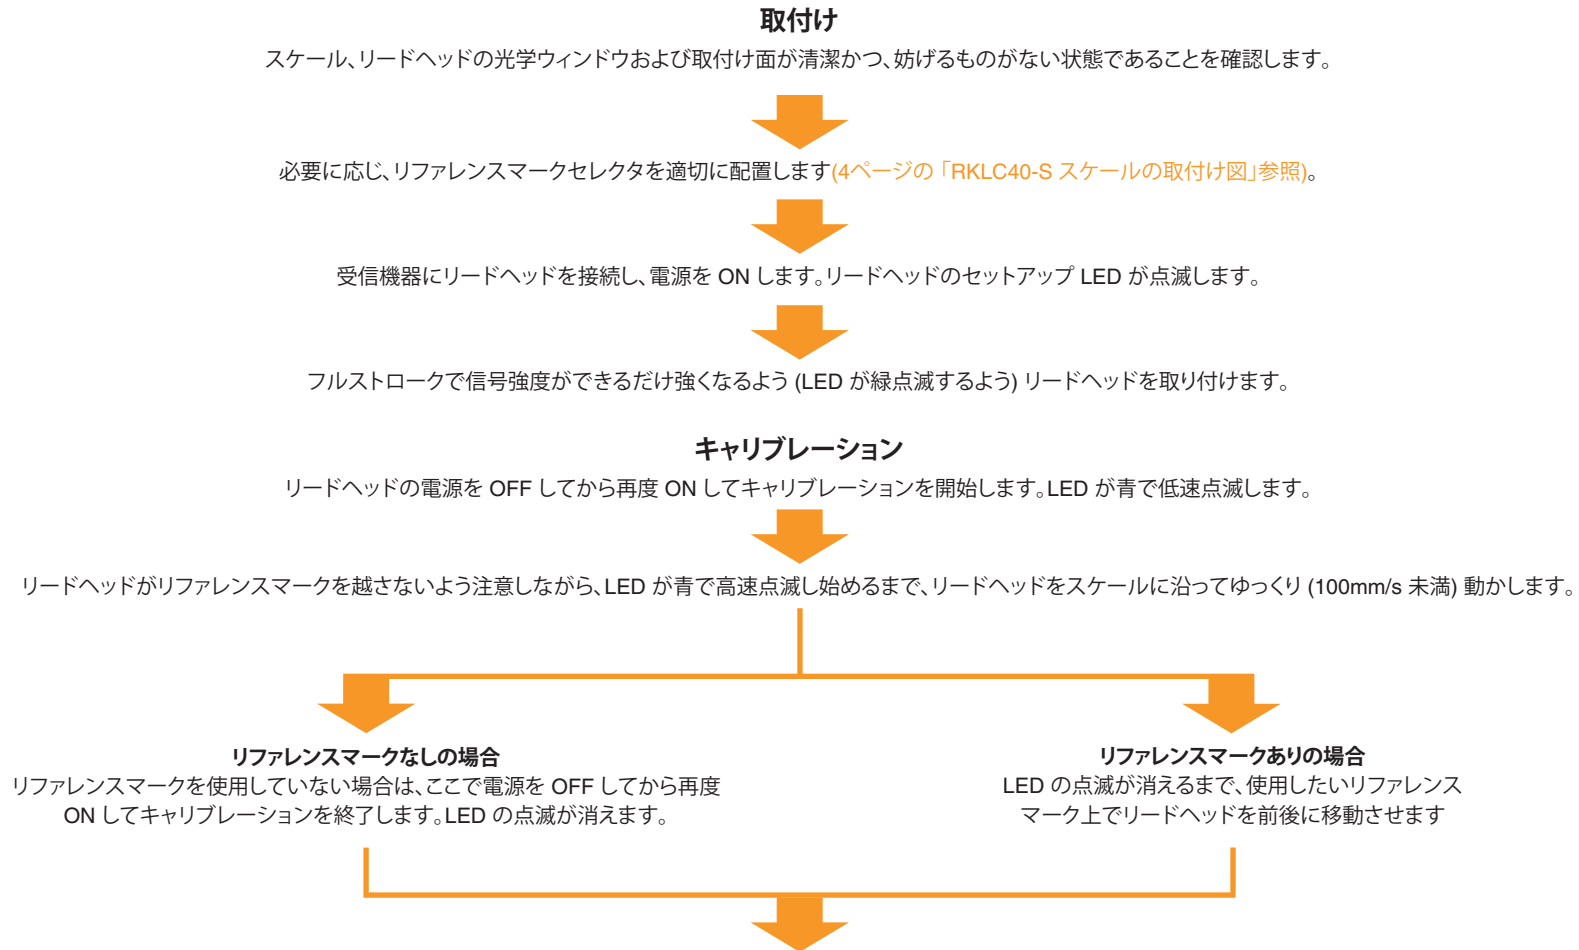 取付け
スケール、リードヘッドの光学ウィンドウおよび取付け面が清潔かつ、妨げるものがない状態であることを確認します。
必要に応じ、リファレンスマークセレクタを適切に配置します(4ページの「RKLC40-S スケールの取付け図」参照)。
受信機器にリードヘッドを接続し、電源を ON します。リードヘッドのセットアップ LED が点滅します。
フルストロークで信号強度ができるだけ強くなるよう (LED が緑点滅するよう) リードヘッドを取り付けます。
キャリブレーション
リードヘッドの電源を OFF してから再度 ON してキャリブレーションを開始します。LED が青で低速点滅します。
リードヘッドがリファレンスマークを越さないよう注意しながら、LED が青で高速点滅し始めるまで、リードヘッドをスケールに沿ってゆっくり (100mm/s 未満) 動かします。
リファレンスマークなしの場合
リファレンスマークを使用していない場合は、ここで電源を OFF してから再度
ON してキャリブレーションを終了します。LED の点滅が消えます。
リファレンスマークありの場合
LED の点滅が消えるまで、使用したいリファレンス
マーク上でリードヘッドを前後に移動させます